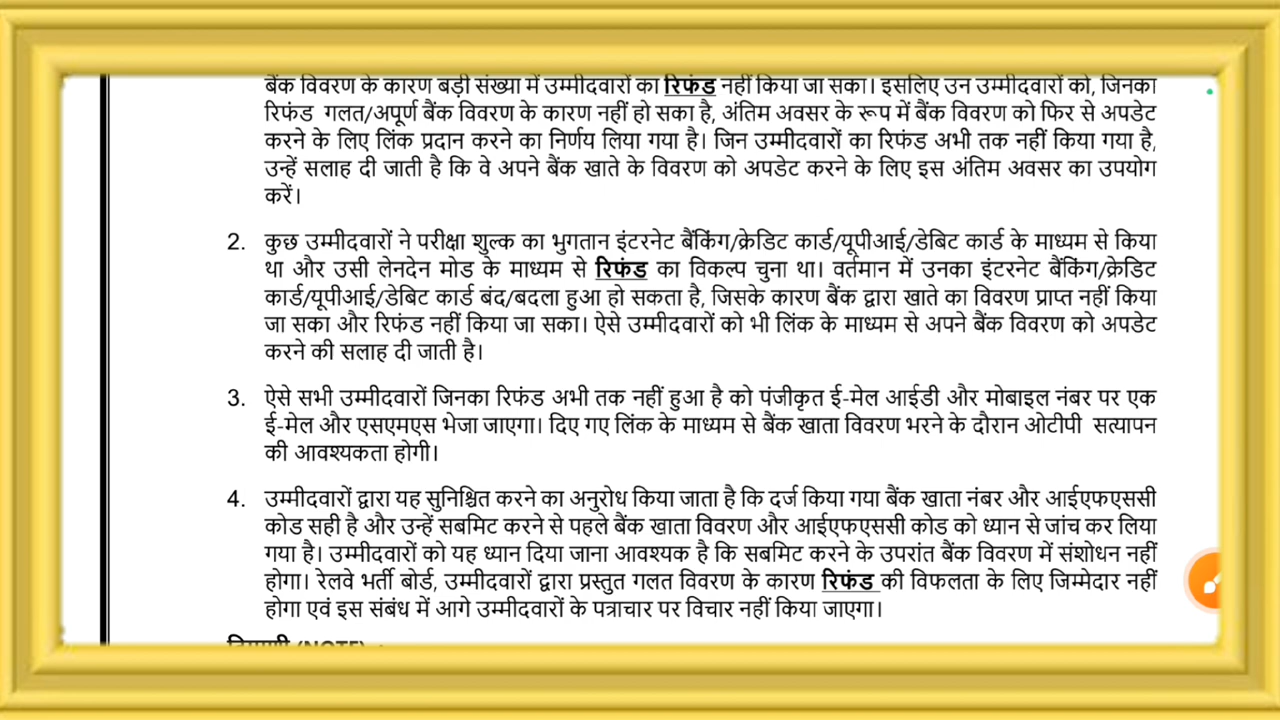 बैंक विवरण के कारण बड़ी संख्या में उम्मीदवारों का रिफंड नहीं किया जा सका। इसलिए उन उम्मीदवारों को, जिनका
रिफंड गलत/अपूर्ण बैंक विवरण के कारण नहीं हो सका है, अंतिम अवसर के रूप में बैंक विवरण को फिर से अपडेट
करने के लिए लिंक प्रदान करने का निर्णय लिया गया है। जिन उम्मीदवारों का रिफंड अभी तक नहीं किया गया है,
उन्हें सलाह दी जाती है कि वे अपने बैंक खाते के विवरण को अपडेट करने के लिए इस अंतिम अवसर का उपयोग
करें।
2. कुछ उम्मीदवारों ने परीक्षा शुल्क का भुगतान इंटरनेट बैंकिंग/क्रेडिट कार्ड/यूपीआई/डेबिट कार्ड के माध्यम से किया
था और उसी लेनदेन मोड के माध्यम से रिफंड का विकल्प चुना था। वर्तमान में उनका इंटरनेट बैंकिंग/क्रेडिट
कार्ड/यूपीआई/डेबिट कार्ड बंद/बदला हुआ हो सकता है, जिसके कारण बैंक द्वारा खाते का विवरण प्राप्त नहीं किया
जा सका और रिफंड नहीं किया जा सका। ऐसे उम्मीदवारों को भी लिंक के माध्यम से अपने बैंक विवरण को अपडेट
करने की सलाह दी जाती है।
3. ऐसे सभी उम्मीदवारों जिनका रिफंड अभी तक नहीं हुआ है को पंजीकृत ई-मेल आईडी और मोबाइल नंबर पर एक
ई-मेल और एसएमएस भेजा जाएगा। दिए गए लिंक के माध्यम से बैंक खाता विवरण भरने के दौरान ओटीपी सत्यापन
की आवश्यकता होगी।
4. उम्मीदवारों द्वारा यह सुनिश्चित करने का अनुरोध किया जाता है कि दर्ज किया गया बैंक खाता नंबर और आईएफएससी
कोड सही है और उन्हें सबमिट करने से पहले बैंक खाता विवरण और आईएफएससी कोड को ध्यान से जांच कर लिया
गया है। उम्मीदवारों को यह ध्यान दिया जाना आवश्यक है कि सबमिट करने के उपरांत बैंक विवरण में संशोधन नहीं
होगा। रेलवे भर्ती बोर्ड, उम्मीदवारों द्वारा प्रस्तुत गलत विवरण के कारण रिफंड की विफलता के लिए जिम्मेदार नहीं
होगा एवं इस संबंध में आगे उम्मीदवारों के पत्राचार पर विचार नहीं किया जाएगा।